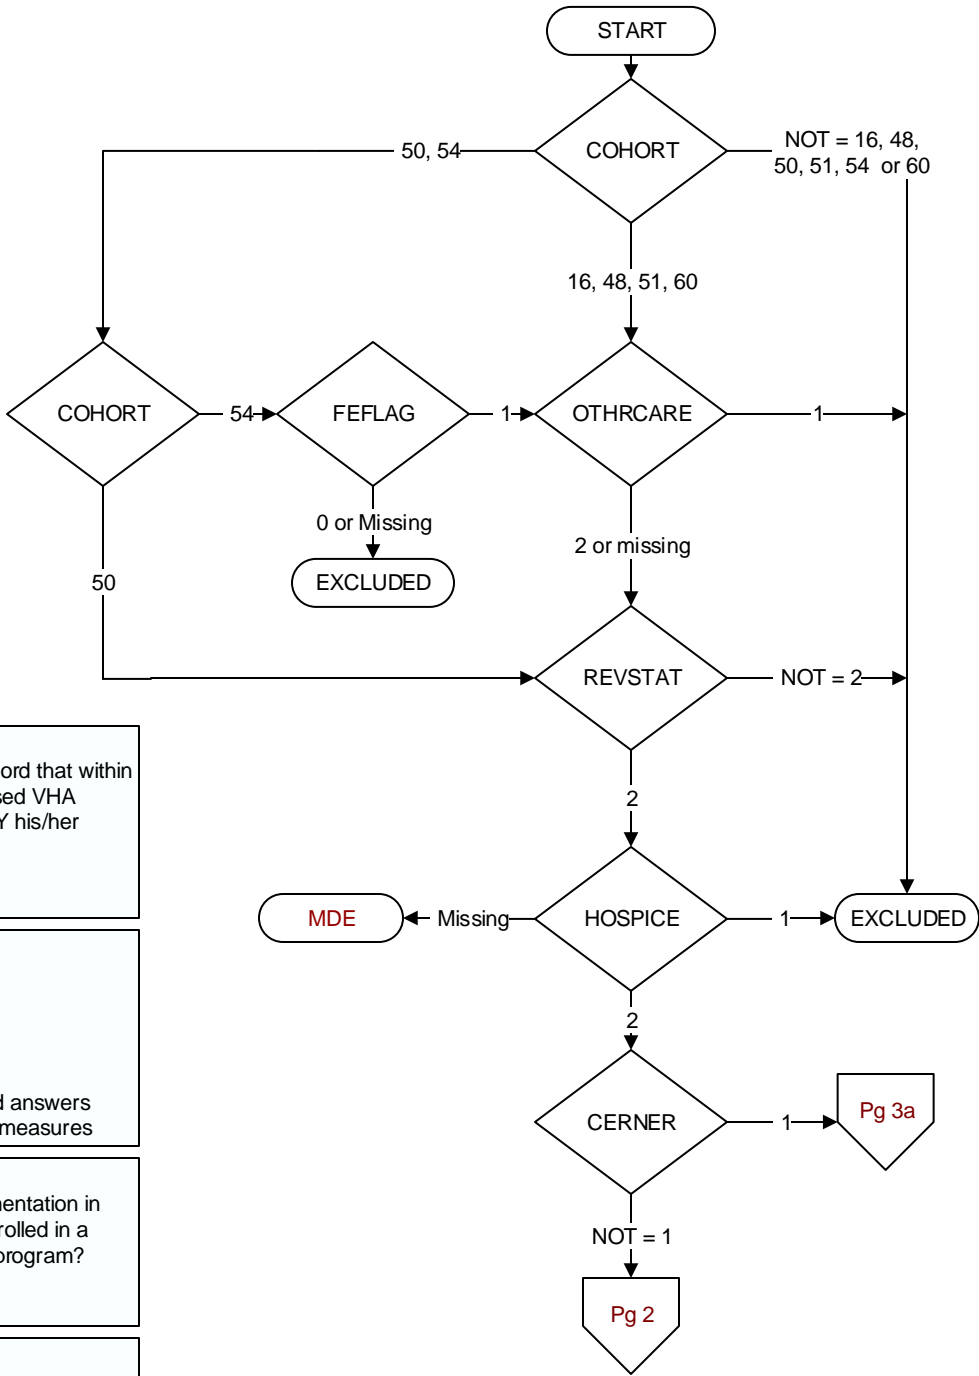 START
COHORT
50, 54
NOT = 16, 48,
50, 51, 54 or 60
16, 48, 51, 60
COHORT
54
FEFLAG
1
OTHRCARE
1
0 or Missing
EXCLUDED
2 or missing
50
REVSTAT
NOT = 2
2
MDE
Missing
HOSPICE
1
EXCLUDED
2
CERNER
1
Pg 3a
NOT = 1
Pg 2
ord that within
sed VHA
Y his/her
d answers
measures
nentation in
rolled in a
program?